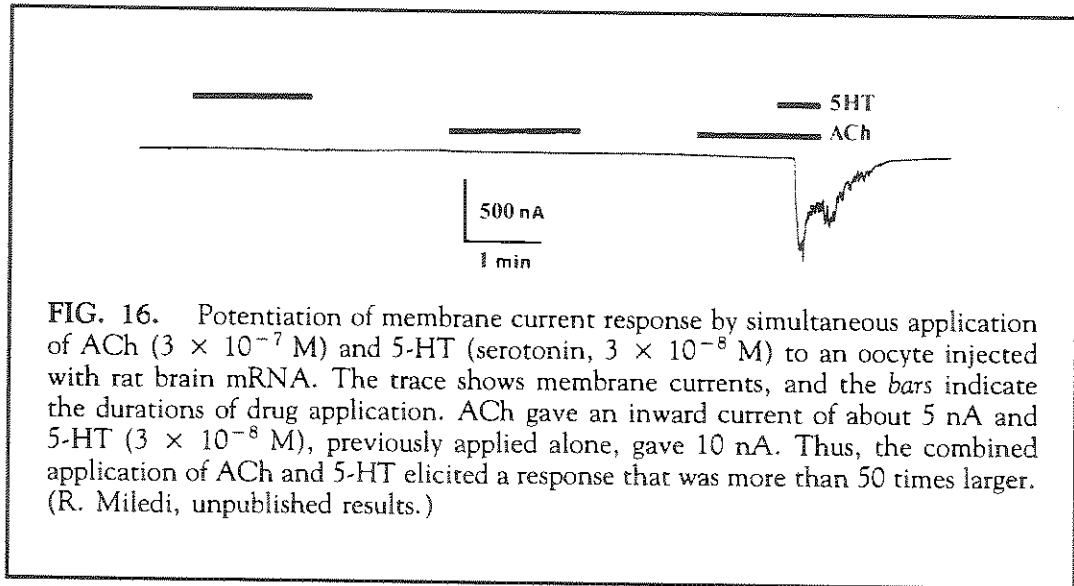 5HT
ACh
500 nA
1 min
FIG. 16. Potentiation of membrane current response by simultaneous application
of ACh (3 × 10⁻⁷ M) and 5-HT (serotonin, 3 × 10⁻⁸ M) to an oocyte injected
with rat brain mRNA. The trace shows membrane currents, and the bars indicate
the durations of drug application. ACh gave an inward current of about 5 nA and
5-HT (3 × 10⁻⁸ M), previously applied alone, gave 10 nA. Thus, the combined
application of ACh and 5-HT elicited a response that was more than 50 times larger.
(R. Miledi, unpublished results.)